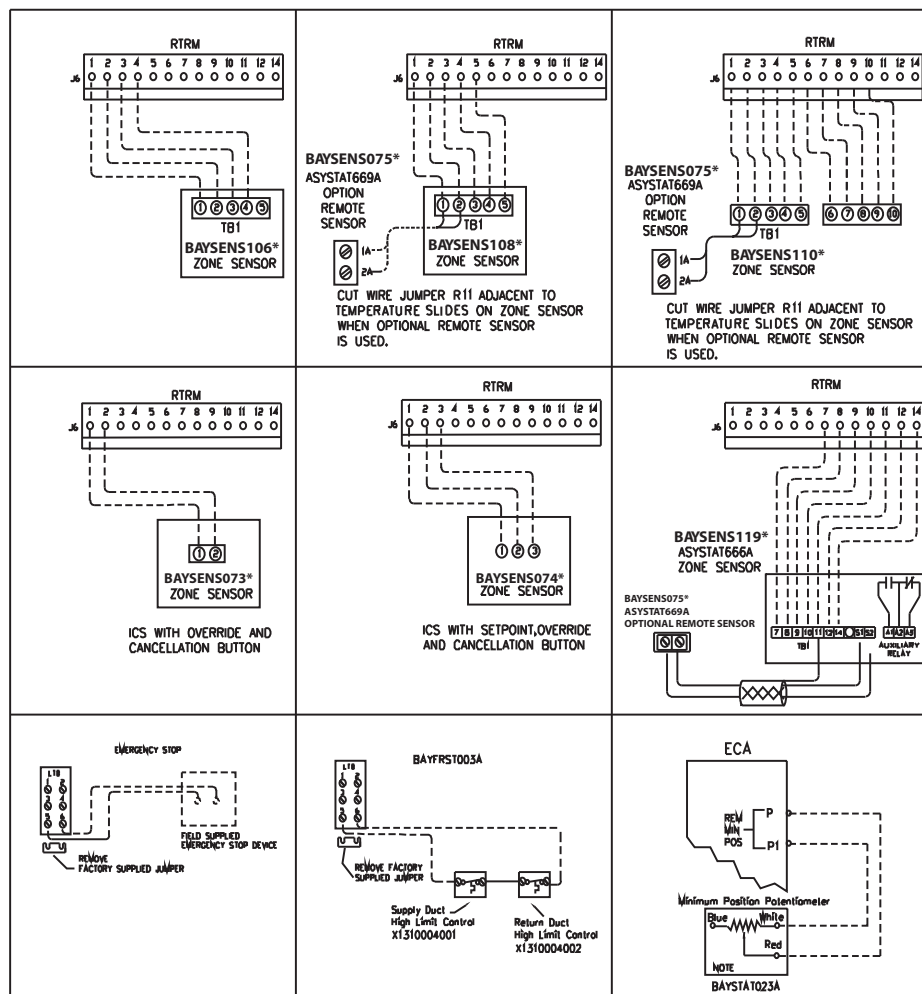 RTRM
1 2 3 4 5 6 7 8 9 10 11 12 14
J6
1 2 3 4 5
TB1
BAYSENS106*
ZONE SENSOR
RTRM
1 2 3 4 5 6 7 8 9 10 11 12 14
J6
BAYSENS075*
ASYSTAT669A
OPTION
REMOTE
SENSOR
1 2 3 4 5
TB1
1A
2A
BAYSENS108*
ZONE SENSOR
CUT WIRE JUMPER R11 ADJACENT TO
TEMPERATURE SLIDES ON ZONE SENSOR
WHEN OPTIONAL REMOTE SENSOR
IS USED.
RTRM
1 2 3 4 5 6 7 8 9 10 11 12 14
J6
BAYSENS075*
ASYSTAT669A
OPTION
REMOTE
SENSOR
1 2 3 4 5 6 7 8 9 10
TB1
1A
2A
BAYSENS110*
ZONE SENSOR
CUT WIRE JUMPER R11 ADJACENT TO
TEMPERATURE SLIDES ON ZONE SENSOR
WHEN OPTIONAL REMOTE SENSOR
IS USED.
RTRM
1 2 3 4 5 6 7 8 9 10 11 12 14
J6
1 2
BAYSENS073*
ZONE SENSOR
ICS WITH OVERRIDE AND
CANCELLATION BUTTON
RTRM
1 2 3 4 5 6 7 8 9 10 11 12 14
J6
1 2 3
BAYSENS074*
ZONE SENSOR
ICS WITH SETPOINT,OVERRIDE
AND CANCELLATION BUTTON
RTRM
1 2 3 4 5 6 7 8 9 10 11 12 14
J6
BAYSENS119*
ASYSTAT666A
ZONE SENSOR
BAYSENS075*
ASYSTAT669A
OPTIONAL REMOTE SENSOR
7 8 9 10 11 12 14 S1 S2
TB1
A1 A2 A3
AUXILIARY
RELAY
EMERGENCY STOP
LTB
1 2
3 4
5 6
FIELD SUPPLIED
EMERGENCY STOP DEVICE
REMOVE
FACTORY SUPPLIED JUMPER
BAYFRST003A
LTB
1 2
3 4
5 6
REMOVE FACTORY
SUPPLIED JUMPER
Supply Duct
High Limit Control
X1310004001
Return Duct
High Limit Control
X1310004002
ECA
REM
MIN
POS
P
P1
Minimum Position Potentiometer
Blue White
Red
NOTE
BAYSTAT023A